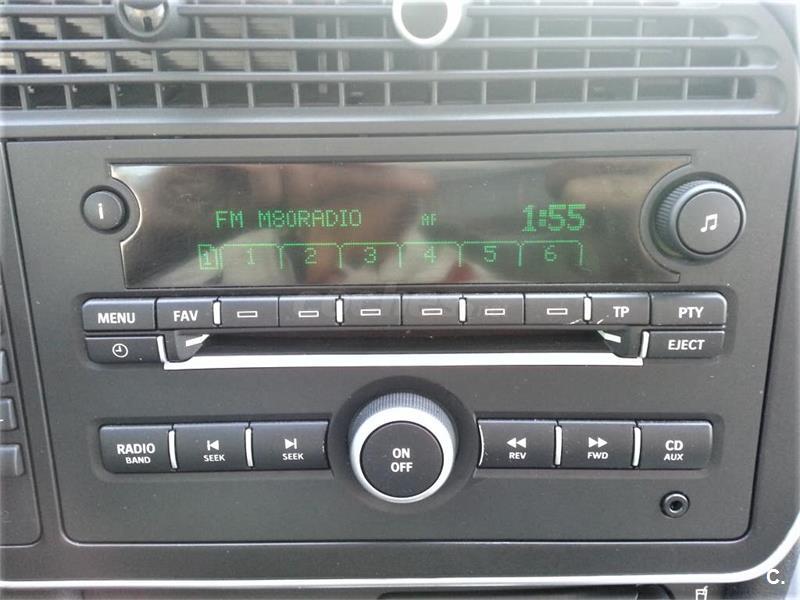 i
FM M80RADIO AF 1:55
1 1 2 3 4 5 6
MENU FAV TP PTY
EJECT
RADIO BAND
SEEK
SEEK
ON OFF
REV
FWD
CD AUX
C.